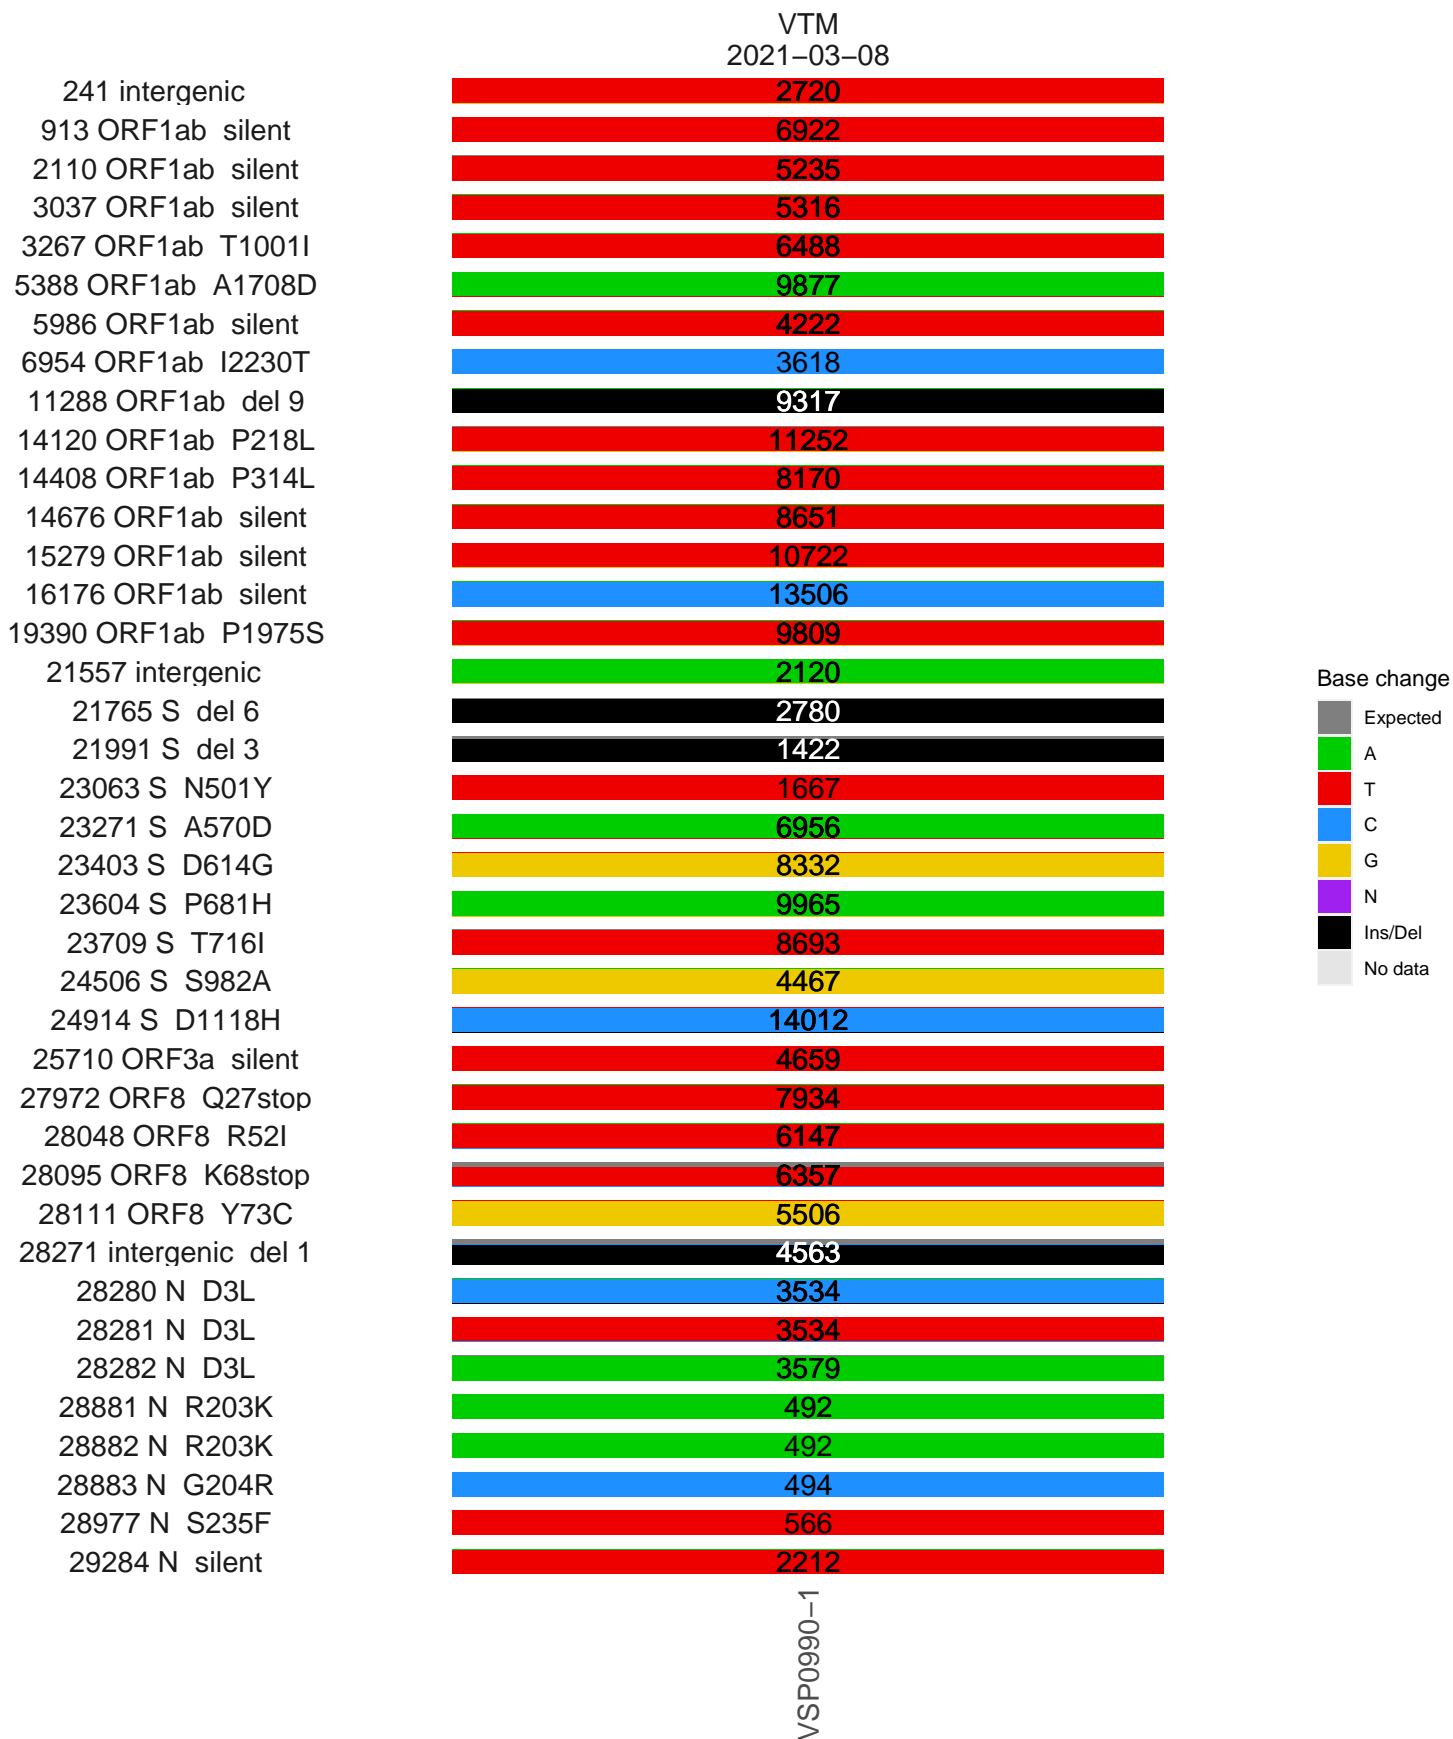 VTM
2021−03−08
241 intergenic 2720
913 ORF1ab silent 6922
2110 ORF1ab silent 5235
3037 ORF1ab silent 5316
3267 ORF1ab T1001I 6488
5388 ORF1ab A1708D 9877
5986 ORF1ab silent 4222
6954 ORF1ab I2230T 3618
11288 ORF1ab del 9 9317
14120 ORF1ab P218L 11252
14408 ORF1ab P314L 8170
14676 ORF1ab silent 8651
15279 ORF1ab silent 10722
16176 ORF1ab silent 13506
19390 ORF1ab P1975S 9809
21557 intergenic 2120
21765 S del 6 2780
21991 S del 3 1422
23063 S N501Y 1667
23271 S A570D 6956
23403 S D614G 8332
23604 S P681H 9965
23709 S T716I 8693
24506 S S982A 4467
24914 S D1118H 14012
25710 ORF3a silent 4659
27972 ORF8 Q27stop 7934
28048 ORF8 R52I 6147
28095 ORF8 K68stop 6357
28111 ORF8 Y73C 5506
28271 intergenic del 1 4563
28280 N D3L 3534
28281 N D3L 3534
28282 N D3L 3579
28881 N R203K 492
28882 N R203K 492
28883 N G204R 494
28977 N S235F 566
29284 N silent 2212
VSP0990−1
Base change
Expected
A
T
C
G
N
Ins/Del
No data